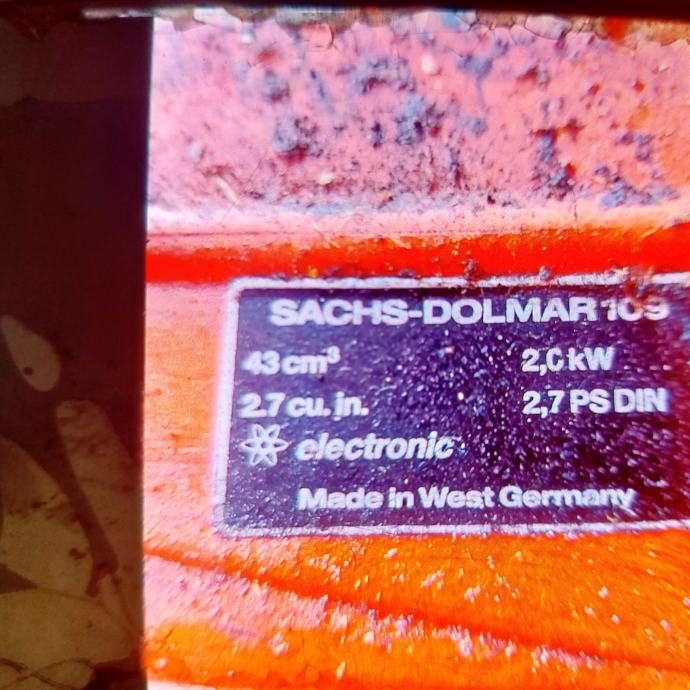 SACHS-DOLMAR 109
43 cm³ 2,0 kW
2.7 cu. in. 2,7 PS DIN
electronic
Made in West Germany